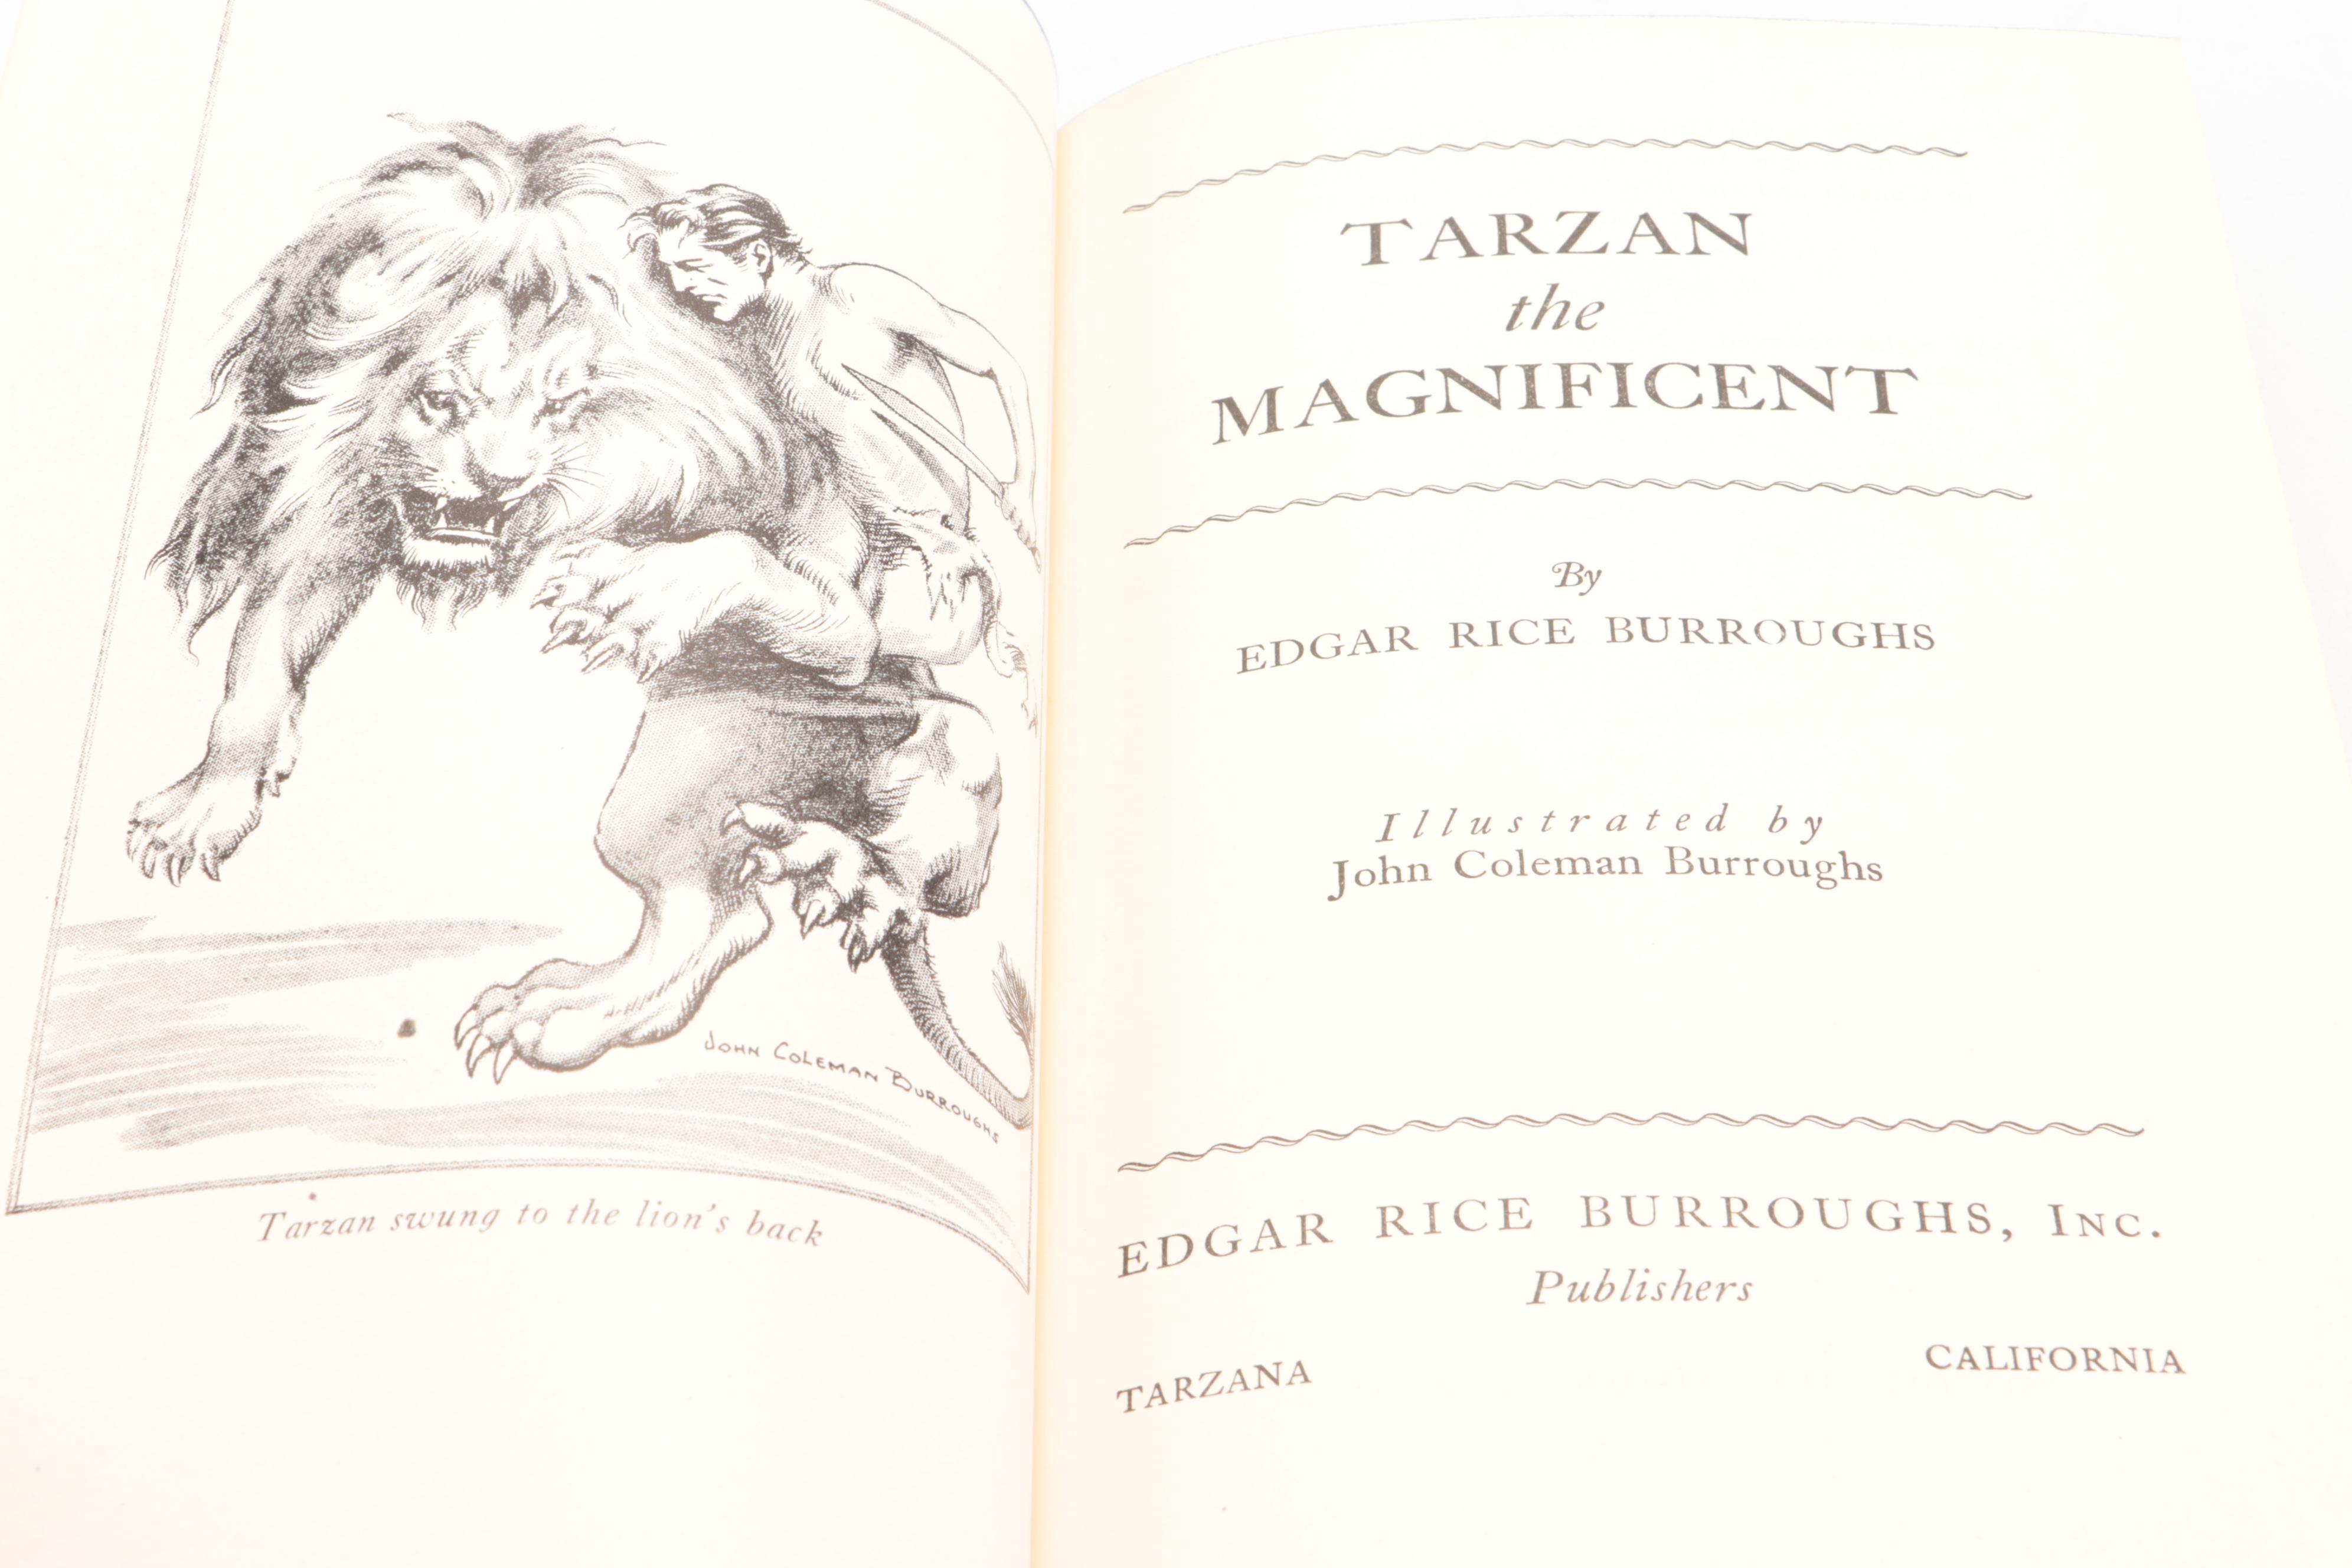 JOHN COLEMAN BURROUGHS
Tarzan swung to the lion's back
TARZAN
the
MAGNIFICENT
By
EDGAR RICE BURROUGHS
Illustrated by
John Coleman Burroughs
EDGAR RICE BURROUGHS, INC.
Publishers
TARZANA CALIFORNIA